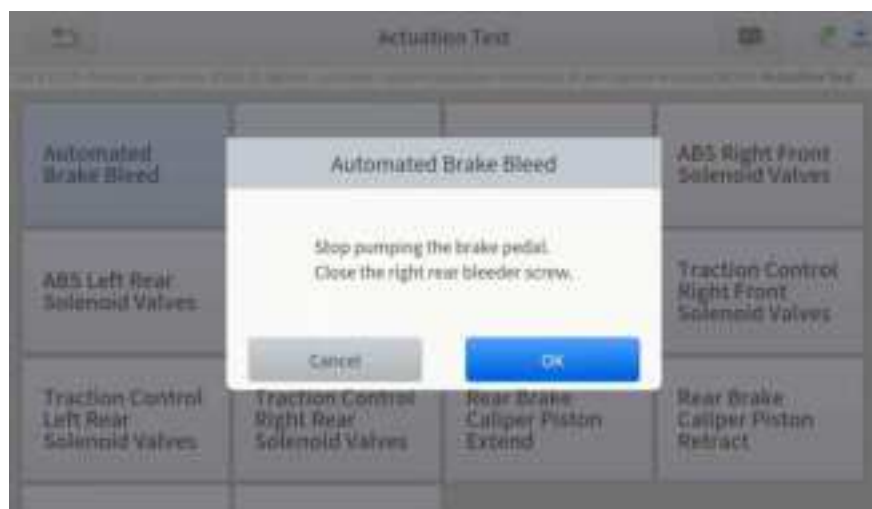 Actuation Test
Automated
Brake Bleed
ABS Right Front
Solenoid Valves
Automated Brake Bleed
Stop pumping the brake pedal.
Close the right rear bleeder screw.
Cancel
OK
ABS Left Rear
Solenoid Valves
Traction Control
Right Front
Solenoid Valves
Traction Control
Left Rear
Solenoid Valves
Traction Control
Right Rear
Solenoid Valves
Rear Brake
Caliper Piston
Extend
Rear Brake
Caliper Piston
Retract